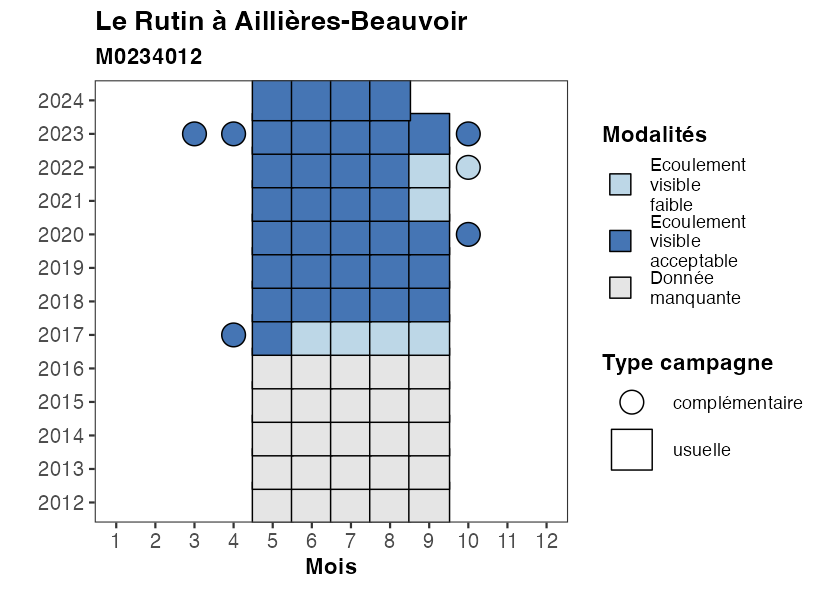 Le Rutin à Aillières-Beauvoir
M0234012
2024
2023
2022
2021
2020
2019
2018
2017
2016
2015
2014
2013
2012
1 2 3 4 5 6 7 8 9 10 11 12
Mois
Modalités
Ecoulement
visible
faible
Ecoulement
visible
acceptable
Donnée
manquante
Type campagne
complémentaire
usuelle